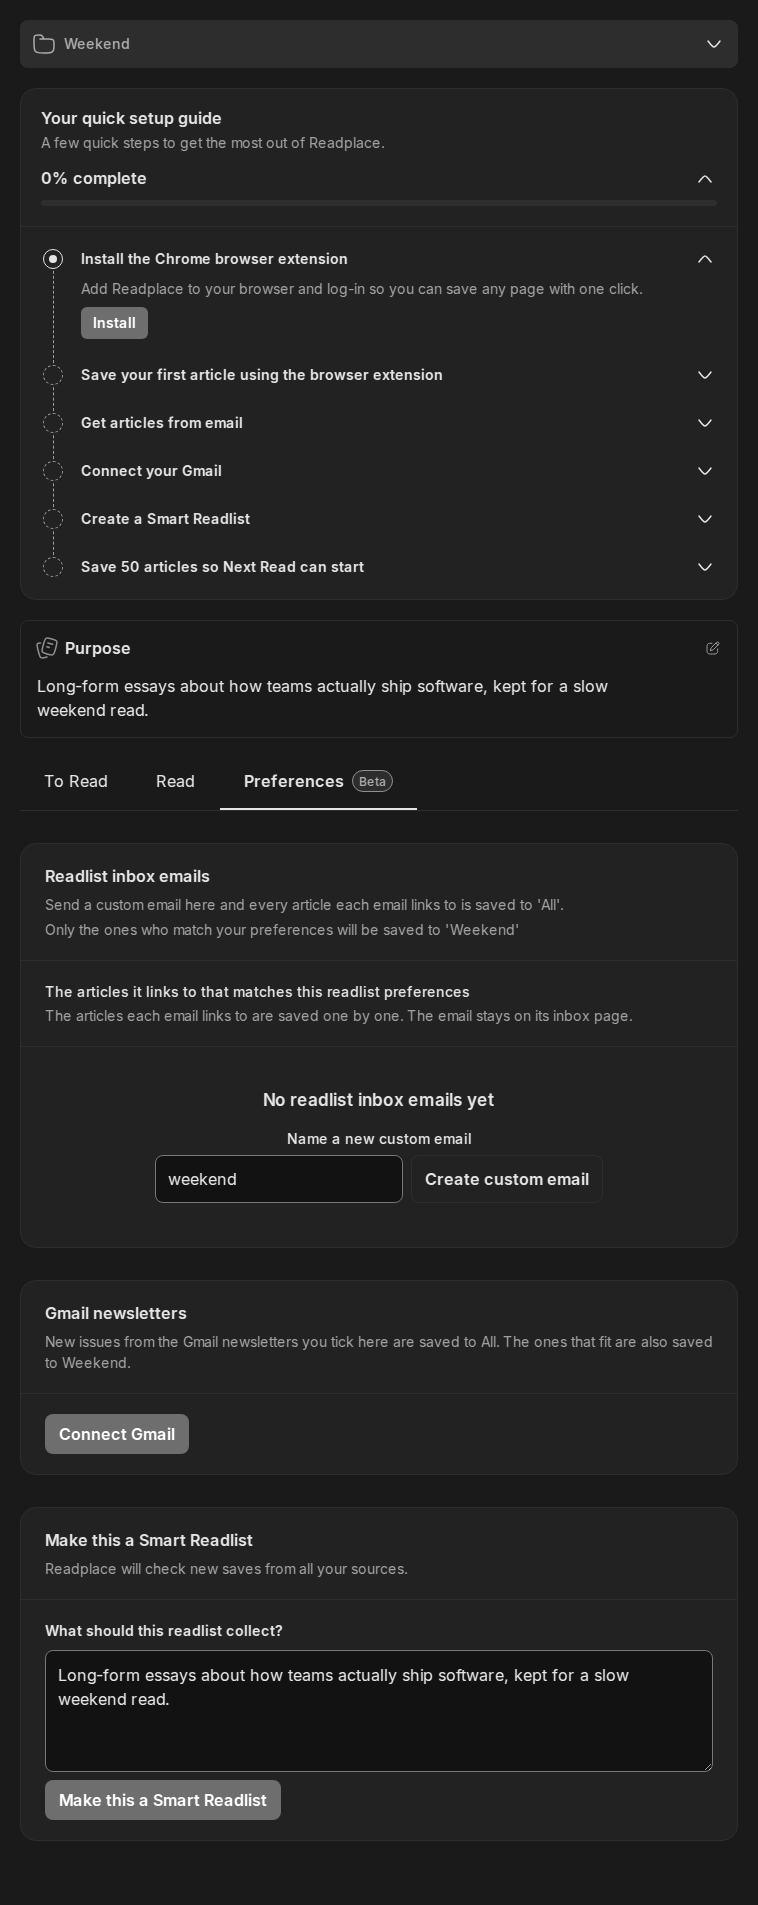 Weekend
Your quick setup guide
A few quick steps to get the most out of Readplace.
0% complete
Install the Chrome browser extension
Add Readplace to your browser and log-in so you can save any page with one click.
Install
Save your first article using the browser extension
Get articles from email
Connect your Gmail
Create a Smart Readlist
Save 50 articles so Next Read can start
Purpose
Long-form essays about how teams actually ship software, kept for a slow
weekend read.
To Read
Read
Preferences
Beta
Readlist inbox emails
Send a custom email here and every article each email links to is saved to 'All'.
Only the ones who match your preferences will be saved to 'Weekend'
The articles it links to that matches this readlist preferences
The articles each email links to are saved one by one. The email stays on its inbox page.
No readlist inbox emails yet
Name a new custom email
weekend
Create custom email
Gmail newsletters
New issues from the Gmail newsletters you tick here are saved to All. The ones that fit are also saved
to Weekend.
Connect Gmail
Make this a Smart Readlist
Readplace will check new saves from all your sources.
What should this readlist collect?
Long-form essays about how teams actually ship software, kept for a slow
weekend read.
Make this a Smart Readlist